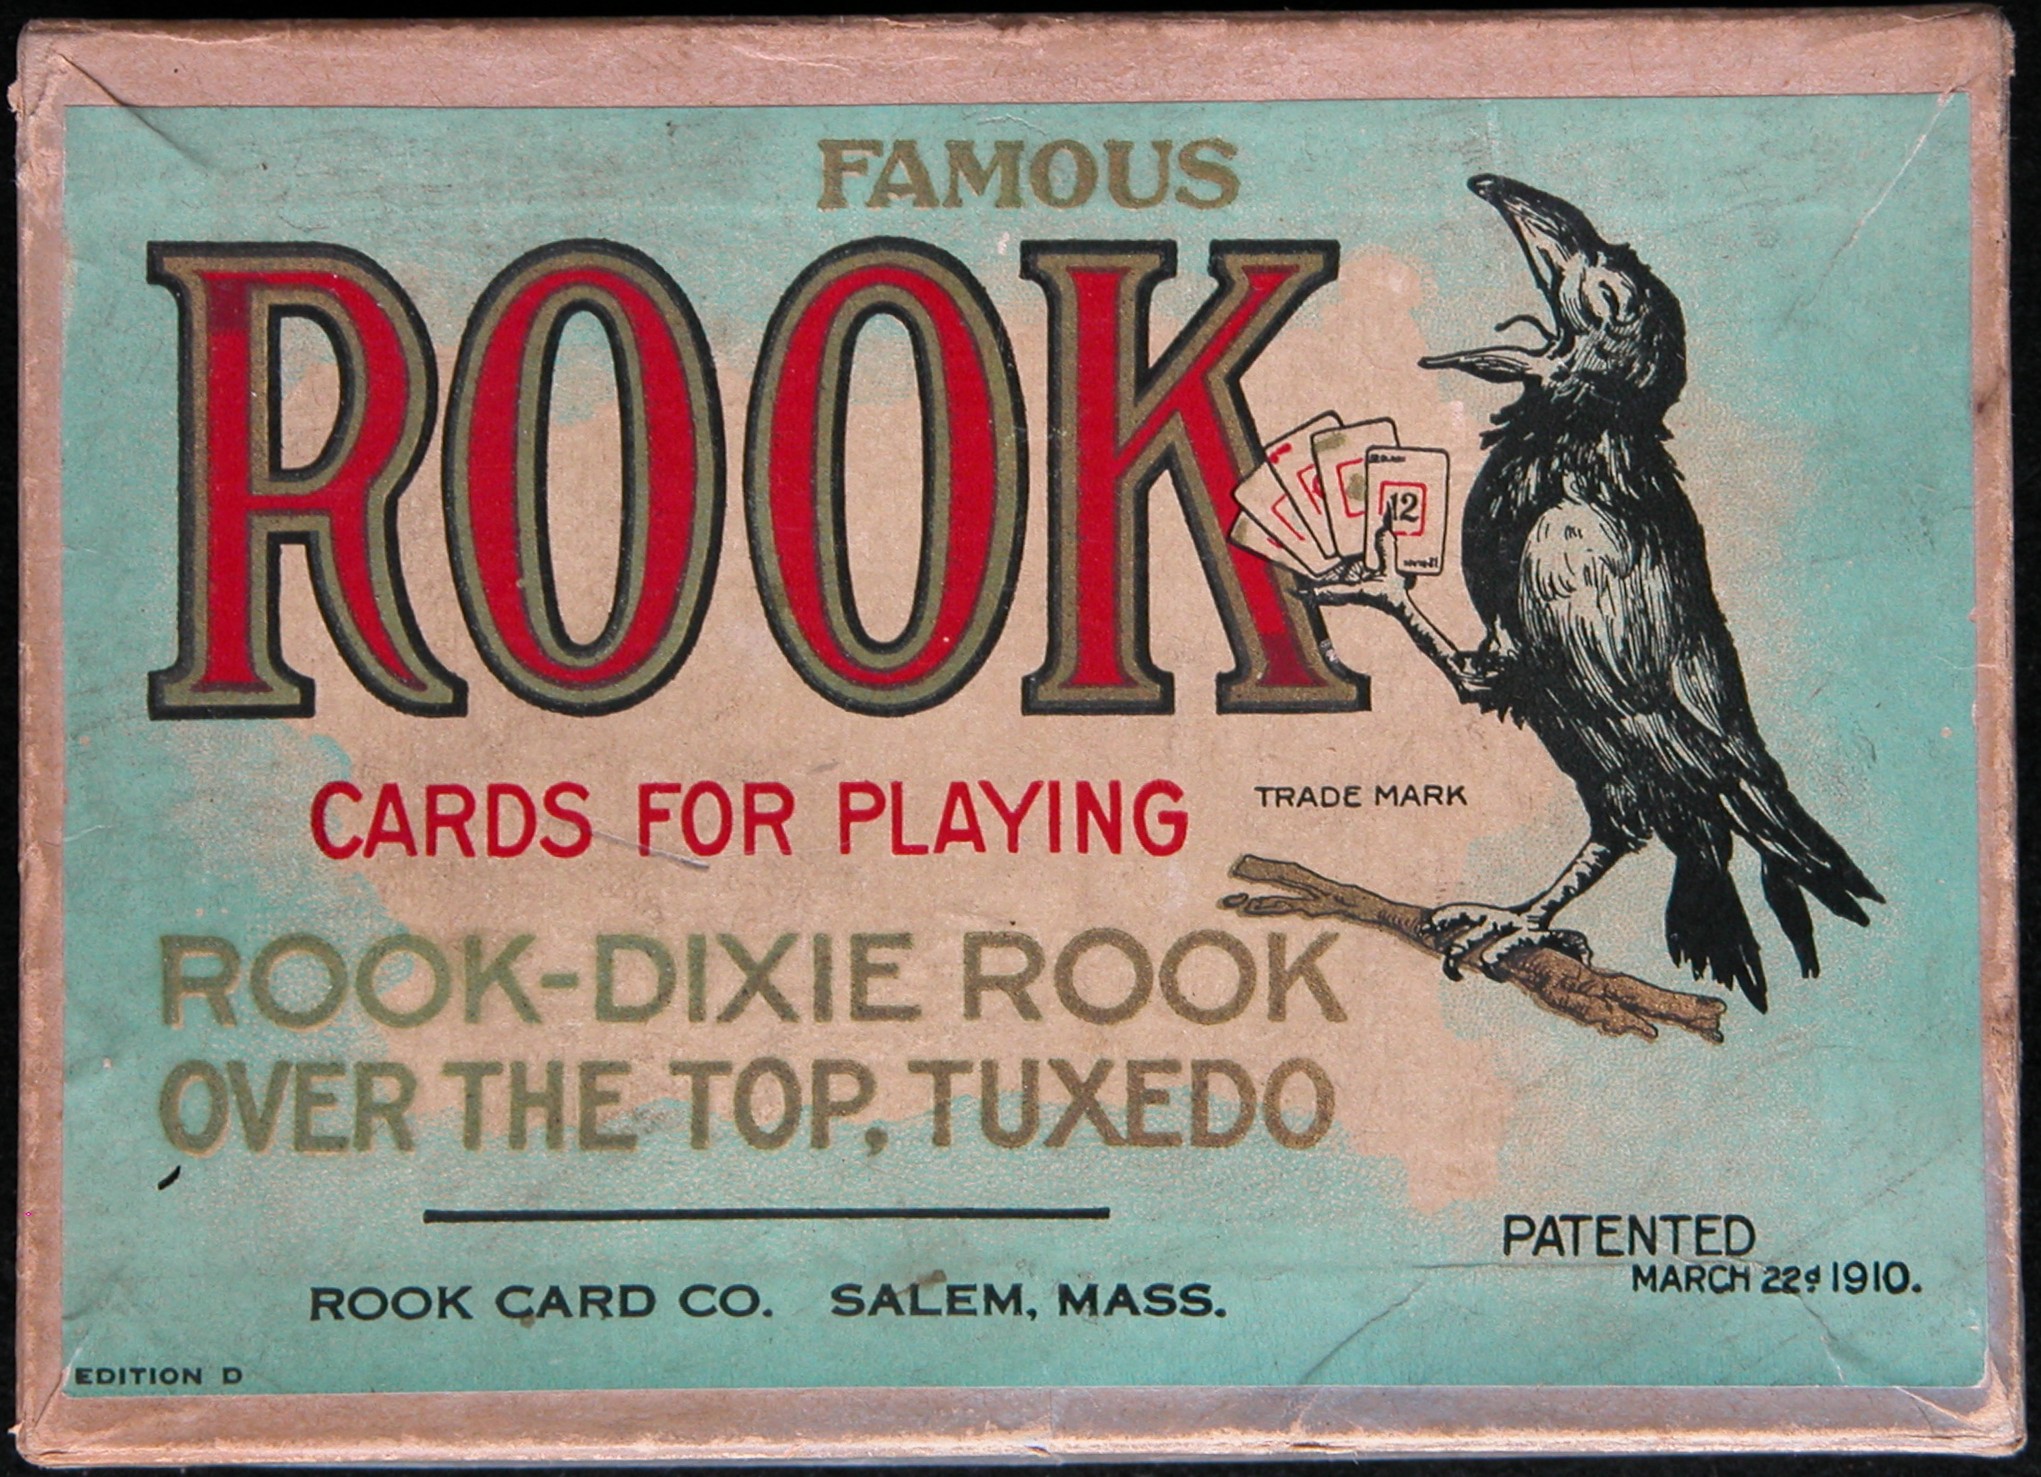 FAMOUS
ROOK
12
CARDS FOR PLAYING
TRADE MARK
ROOK-DIXIE ROOK
OVER THE TOP, TUXEDO
PATENTED
MARCH 22d 1910.
ROOK CARD CO. SALEM, MASS.
EDITION D